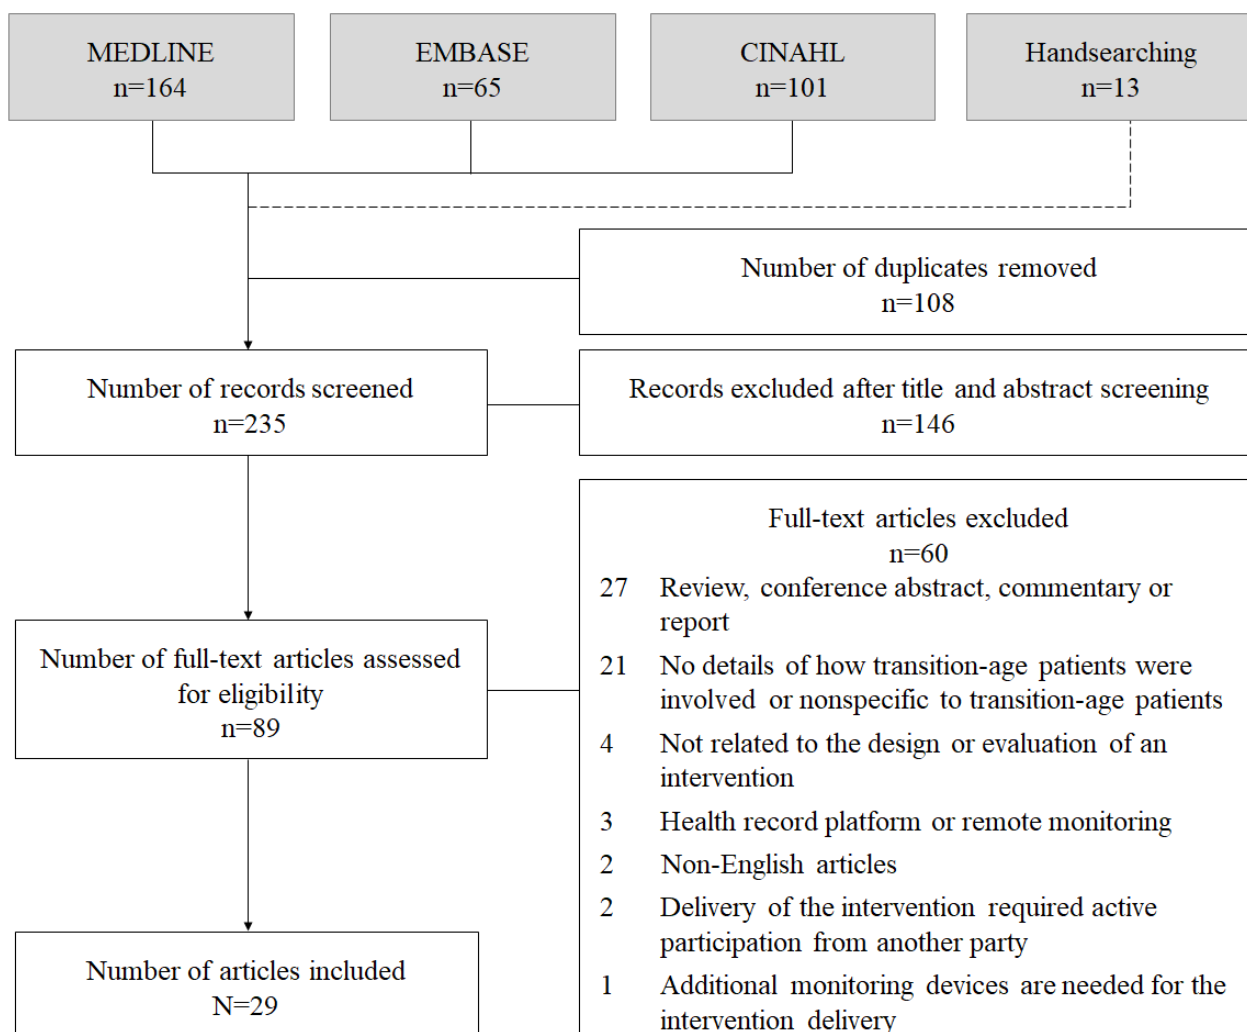 MEDLINE
n=164
EMBASE
n=65
CINAHL
n=101
Handsearching
n=13
Number of duplicates removed
n=108
Number of records screened
n=235
Records excluded after title and abstract screening
n=146
Full-text articles excluded
n=60
27 Review, conference abstract, commentary or
report
21 No details of how transition-age patients were
involved or nonspecific to transition-age patients
4 Not related to the design or evaluation of an
intervention
3 Health record platform or remote monitoring
2 Non-English articles
2 Delivery of the intervention required active
participation from another party
1 Additional monitoring devices are needed for the
intervention delivery
Number of full-text articles assessed
for eligibility
n=89
Number of articles included
N=29